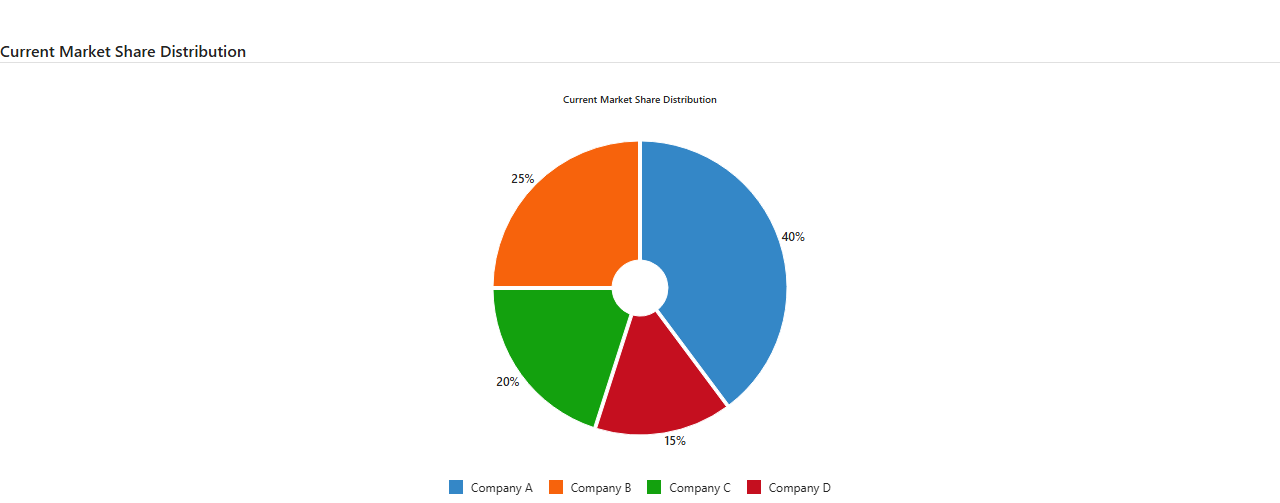 Current Market Share Distribution
Current Market Share Distribution
25%
40%
20%
15%
Company A Company B Company C Company D